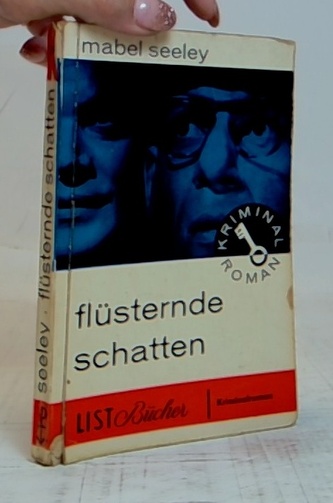 mabel seeley
KRIMINAL
ROMAN
flüsternde
schatten
LIST Bücher
Kriminalroman
seeley · flüsternde schatten